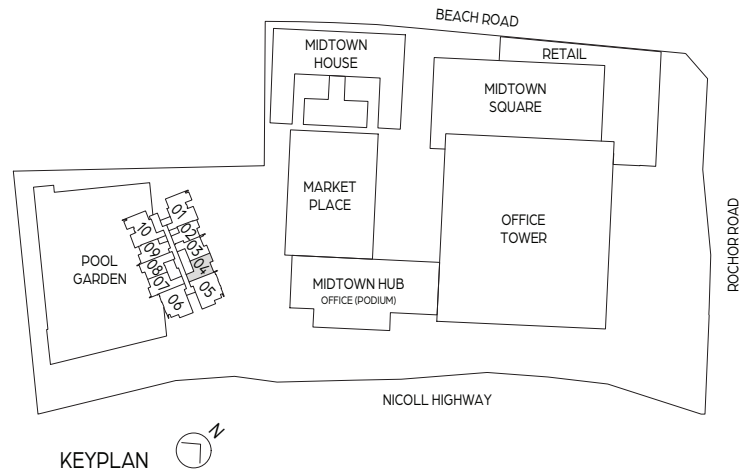 BEACH ROAD
MIDTOWN
HOUSE
RETAIL
MIDTOWN
SQUARE
MARKET
PLACE
OFFICE
TOWER
ROCHOR ROAD
POOL
GARDEN
01
02
03
04
05
10
09
08
07
06
MIDTOWN HUB
OFFICE (PODIUM)
NICOLL HIGHWAY
N
KEYPLAN